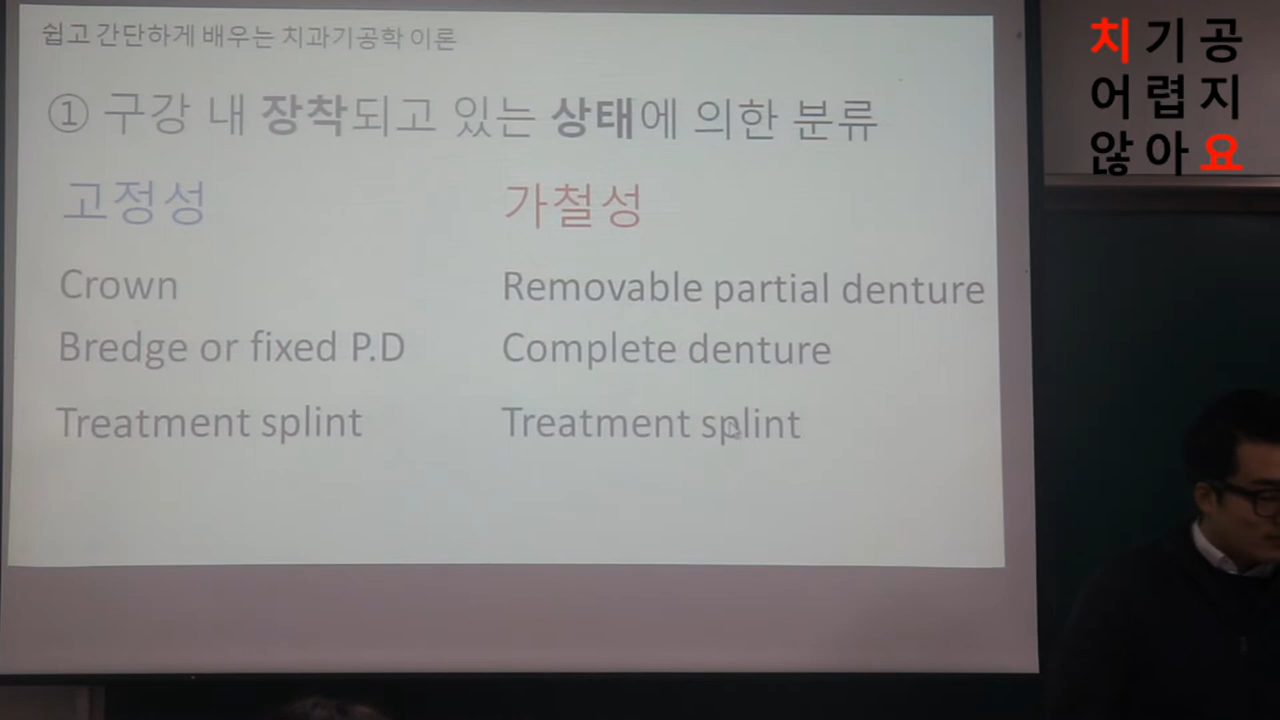 쉽고 간단하게 배우는 치과기공학 이론
① 구강 내 장착되고 있는 상태에 의한 분류
고정성
Crown
Bredge or fixed P.D
Treatment splint
가철성
Removable partial denture
Complete denture
Treatment splint
치기공
어렵지
않아요